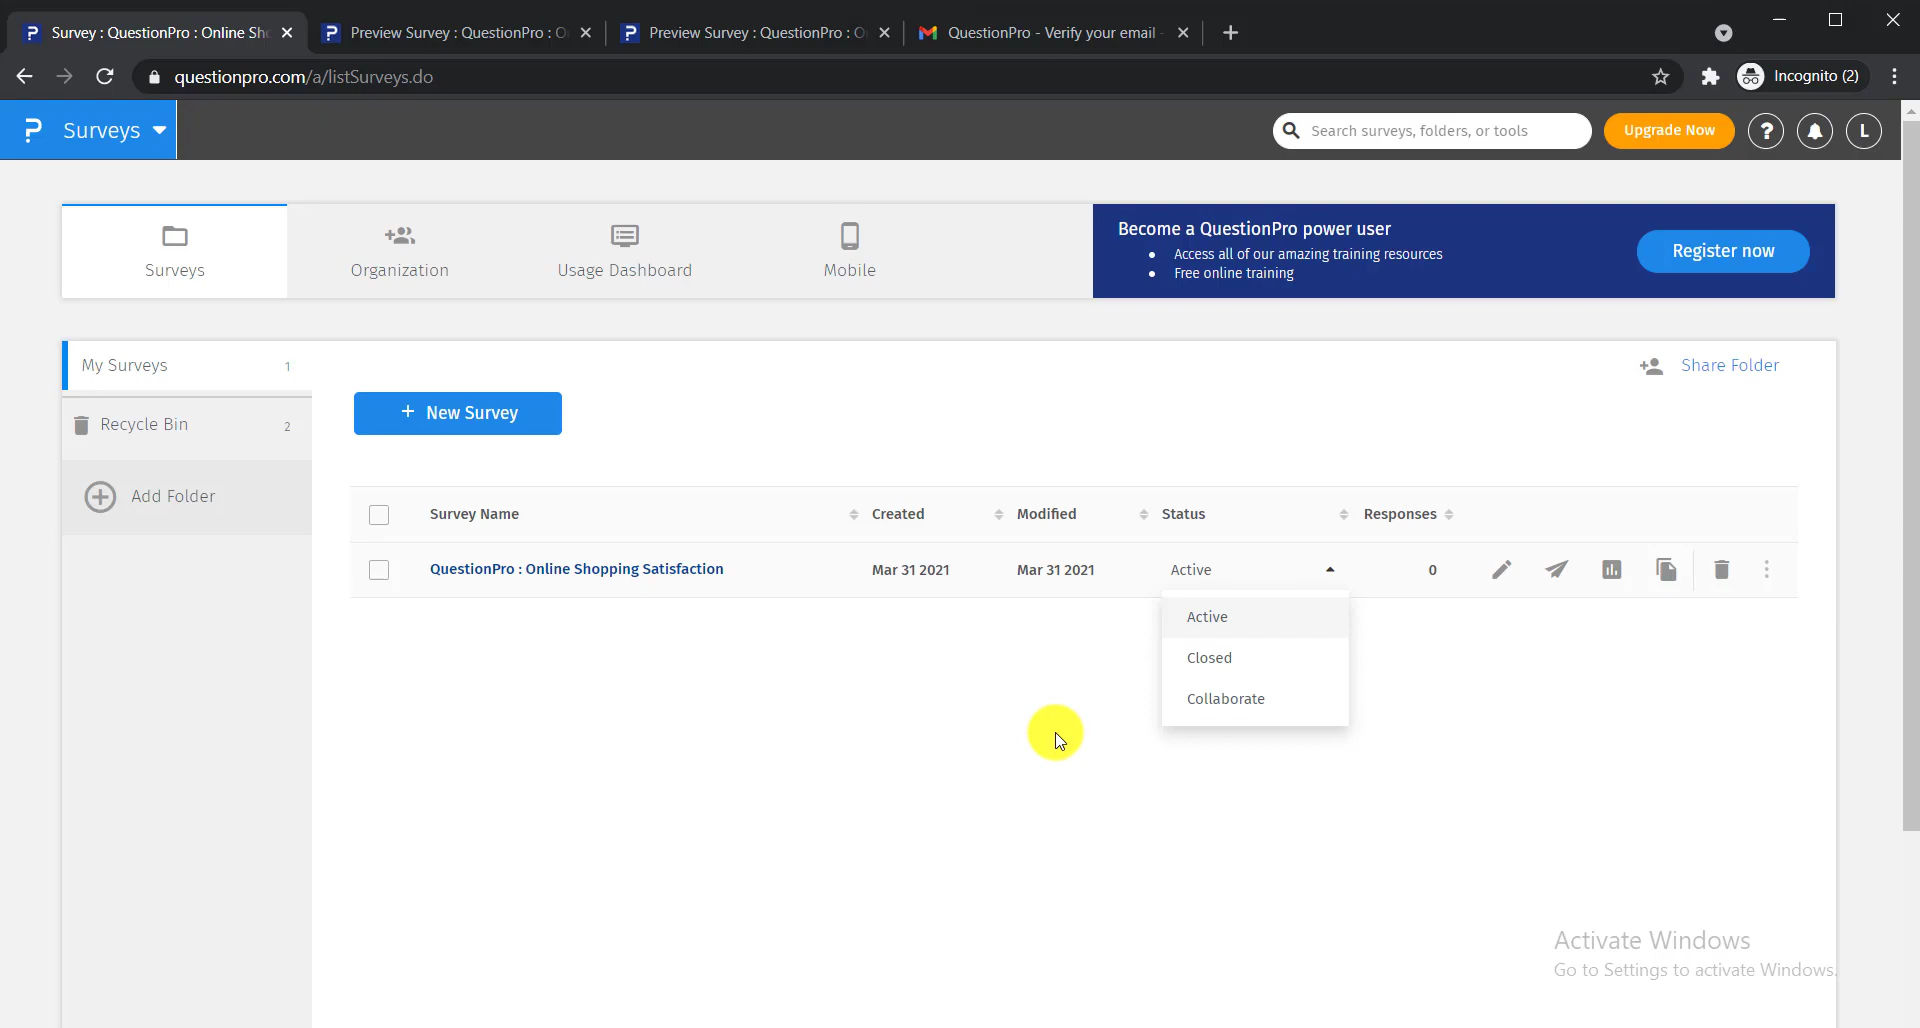 Survey : QuestionPro : Online Sh
Preview Survey : QuestionPro : O
Preview Survey : QuestionPro : O
QuestionPro - Verify your email -
questionpro.com/a/listSurveys.do
Incognito (2)
Surveys
Search surveys, folders, or tools
Upgrade Now
?
L
Surveys
Organization
Usage Dashboard
Mobile
Become a QuestionPro power user
• Access all of our amazing training resources
• Free online training
Register now
My Surveys 1
Share Folder
Recycle Bin 2
+ New Survey
Add Folder
Survey Name Created Modified Status Responses
QuestionPro : Online Shopping Satisfaction Mar 31 2021 Mar 31 2021 Active 0
Active
Closed
Collaborate
Activate Windows
Go to Settings to activate Windows.